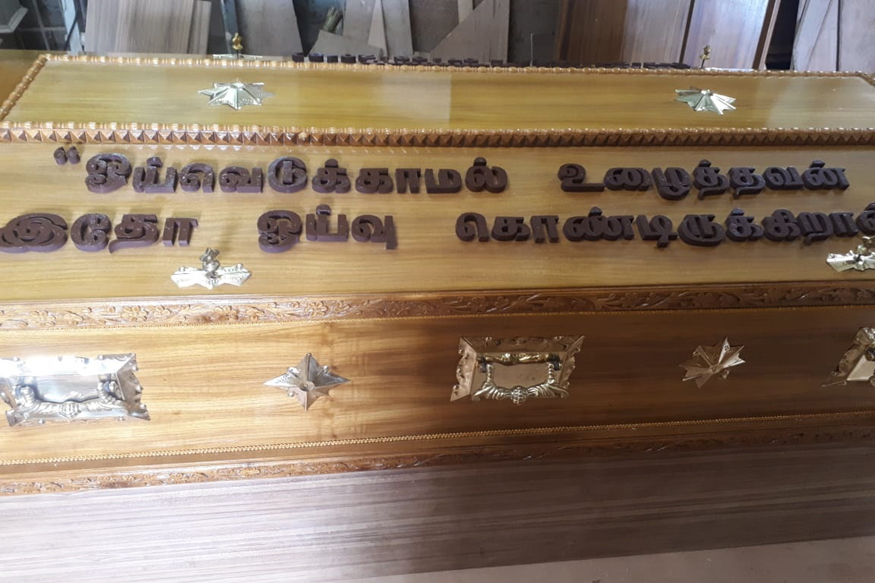 "ஓய்வெடுக்காமல் உழைத்தவன்
இதோ ஓய்வு கொண்டிருக்கிறான்